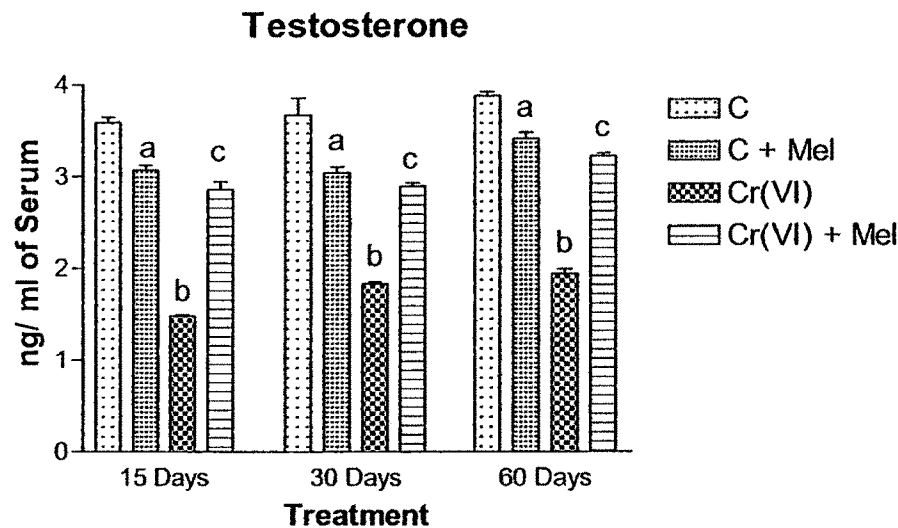 Testosterone
ng/ ml of Serum
4
3
2
1
0
a
b
c
a
b
c
a
b
c
15 Days
30 Days
60 Days
Treatment
C
C + Mel
Cr(VI)
Cr(VI) + Mel